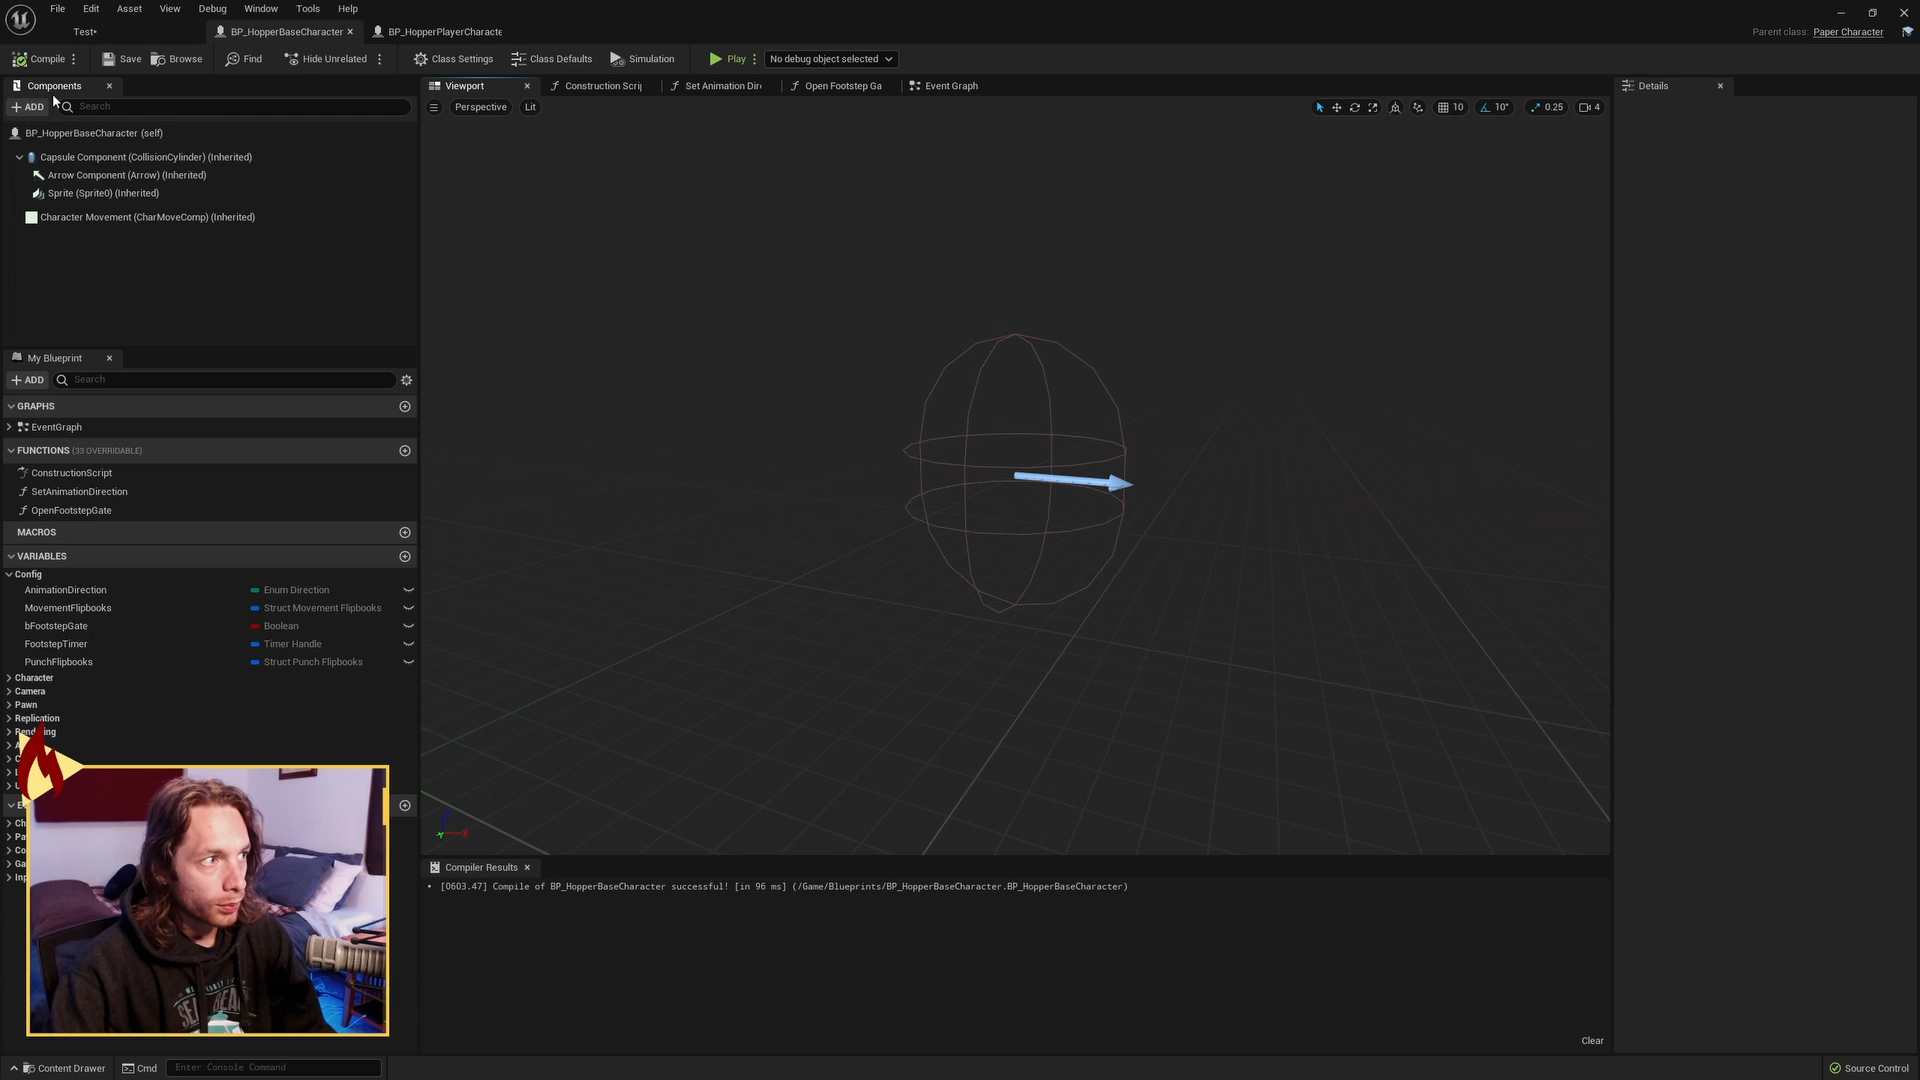 File Edit Asset View Debug Window Tools Help
Test* BP_HopperBaseCharacter BP_HopperPlayerCharacte Parent class: Paper Character
Compile Save Browse Find Hide Unrelated Class Settings Class Defaults Simulation Play No debug object selected
Components Viewport Construction Scrip Set Animation Dire Open Footstep Ga Event Graph Details
ADD Search Perspective Lit 10 10° 0.25 4
BP_HopperBaseCharacter (self)
Capsule Component (CollisionCylinder) (Inherited)
Arrow Component (Arrow) (Inherited)
Sprite (Sprite0) (Inherited)
Character Movement (CharMoveComp) (Inherited)
My Blueprint
ADD Search
GRAPHS
EventGraph
FUNCTIONS (33 OVERRIDABLE)
ConstructionScript
SetAnimationDirection
OpenFootstepGate
MACROS
VARIABLES
Config
AnimationDirection Enum Direction
MovementFlipbooks Struct Movement Flipbooks
bFootstepGate Boolean
FootstepTimer Timer Handle
PunchFlipbooks Struct Punch Flipbooks
Character
Camera
Pawn
Replication
Compiler Results
[0603.47] Compile of BP_HopperBaseCharacter successful! [in 96 ms] (/Game/Blueprints/BP_HopperBaseCharacter.BP_HopperBaseCharacter)
Clear
Content Drawer Cmd Enter Console Command Source Control